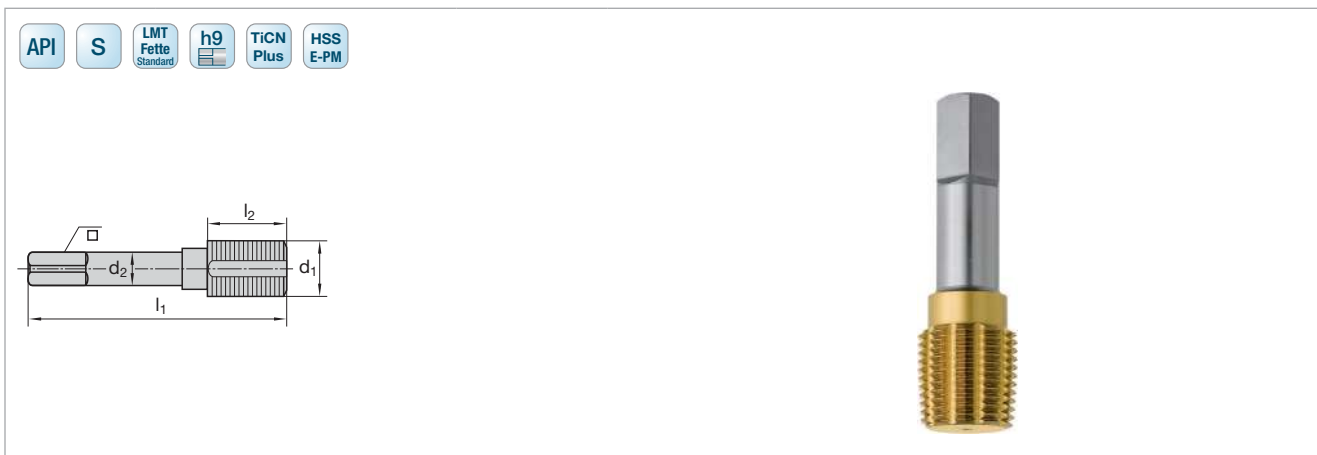 API
S
LMT
Fette
Standard
h9
TiCN
Plus
HSS
E-PM
l2
d2
d1
l1